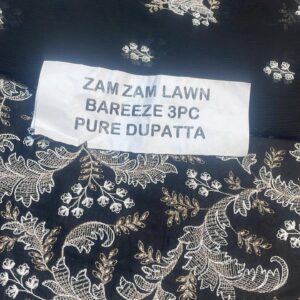 ZAM ZAM LAWN
BAREEZE 3PC
PURE DUPATTA